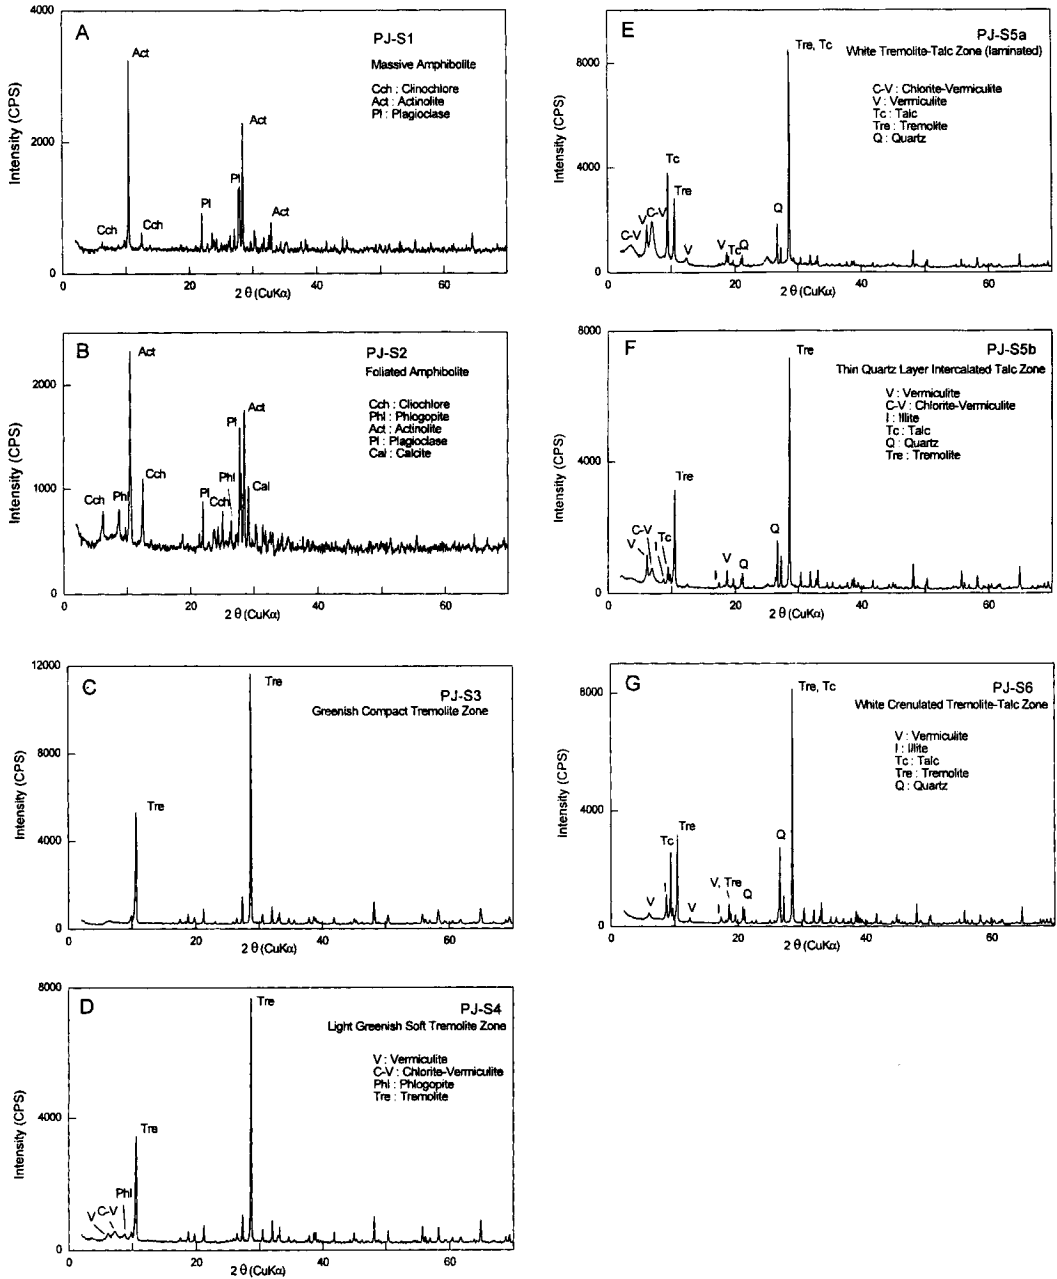 A
PJ-S1
Massive Amphibolite
Cch : Clinochlore
Act : Actinolite
Pl : Plagioclase
Act
Act
Pl
Pl
Act
Cch
Cch
4000
2000
0
Intensity (CPS)
0 20 40 60
2 θ (CuKα)
B
PJ-S2
Foliated Amphibolite
Cch : Cliochlore
Phl : Phlogopite
Act : Actinolite
Pl : Plagioclase
Cal : Calcite
Act
Act
Pl
Phl
Cal
Cch
Phl
Cch
Pl
Cch
2000
1000
0
Intensity (CPS)
0 20 40 60
2 θ (CuKα)
C
PJ-S3
Greenish Compact Tremolite Zone
Tre
Tre
12000
8000
4000
0
Intensity (CPS)
0 20 40 60
2 θ (CuKα)
D
PJ-S4
Light Greenish Soft Tremolite Zone
V : Vermiculite
C-V : Chlorite-Vermiculite
Phl : Phlogopite
Tre : Tremolite
Tre
Tre
Phl
C-V
V
8000
4000
0
Intensity (CPS)
0 20 40 60
2 θ (CuKα)
E
PJ-S5a
White Tremolite-Talc Zone (laminated)
C-V : Chlorite-Vermiculite
V : Vermiculite
Tc : Talc
Tre : Tremolite
Q : Quartz
Tre, Tc
Tc
Tre
C-V
V
C-V
V
V
Tc
Q
Q
8000
4000
0
Intensity (CPS)
0 20 40 60
2 θ (CuKα)
F
PJ-S5b
Thin Quartz Layer Intercalated Talc Zone
V : Vermiculite
C-V : Chlorite-Vermiculite
I : Illite
Tc : Talc
Q : Quartz
Tre : Tremolite
Tre
Tre
C-V
V
I
Tc
I
V
Q
Q
8000
4000
0
Intensity (CPS)
0 20 40 60
2 θ (CuKα)
G
PJ-S6
White Crenulated Tremolite-Talc Zone
V : Vermiculite
I : Illite
Tc : Talc
Tre : Tremolite
Q : Quartz
Tre, Tc
Tre
Tc
Q
I
V
V
I
V, Tre
Q
8000
4000
0
Intensity (CPS)
0 20 40 60
2 θ (CuKα)